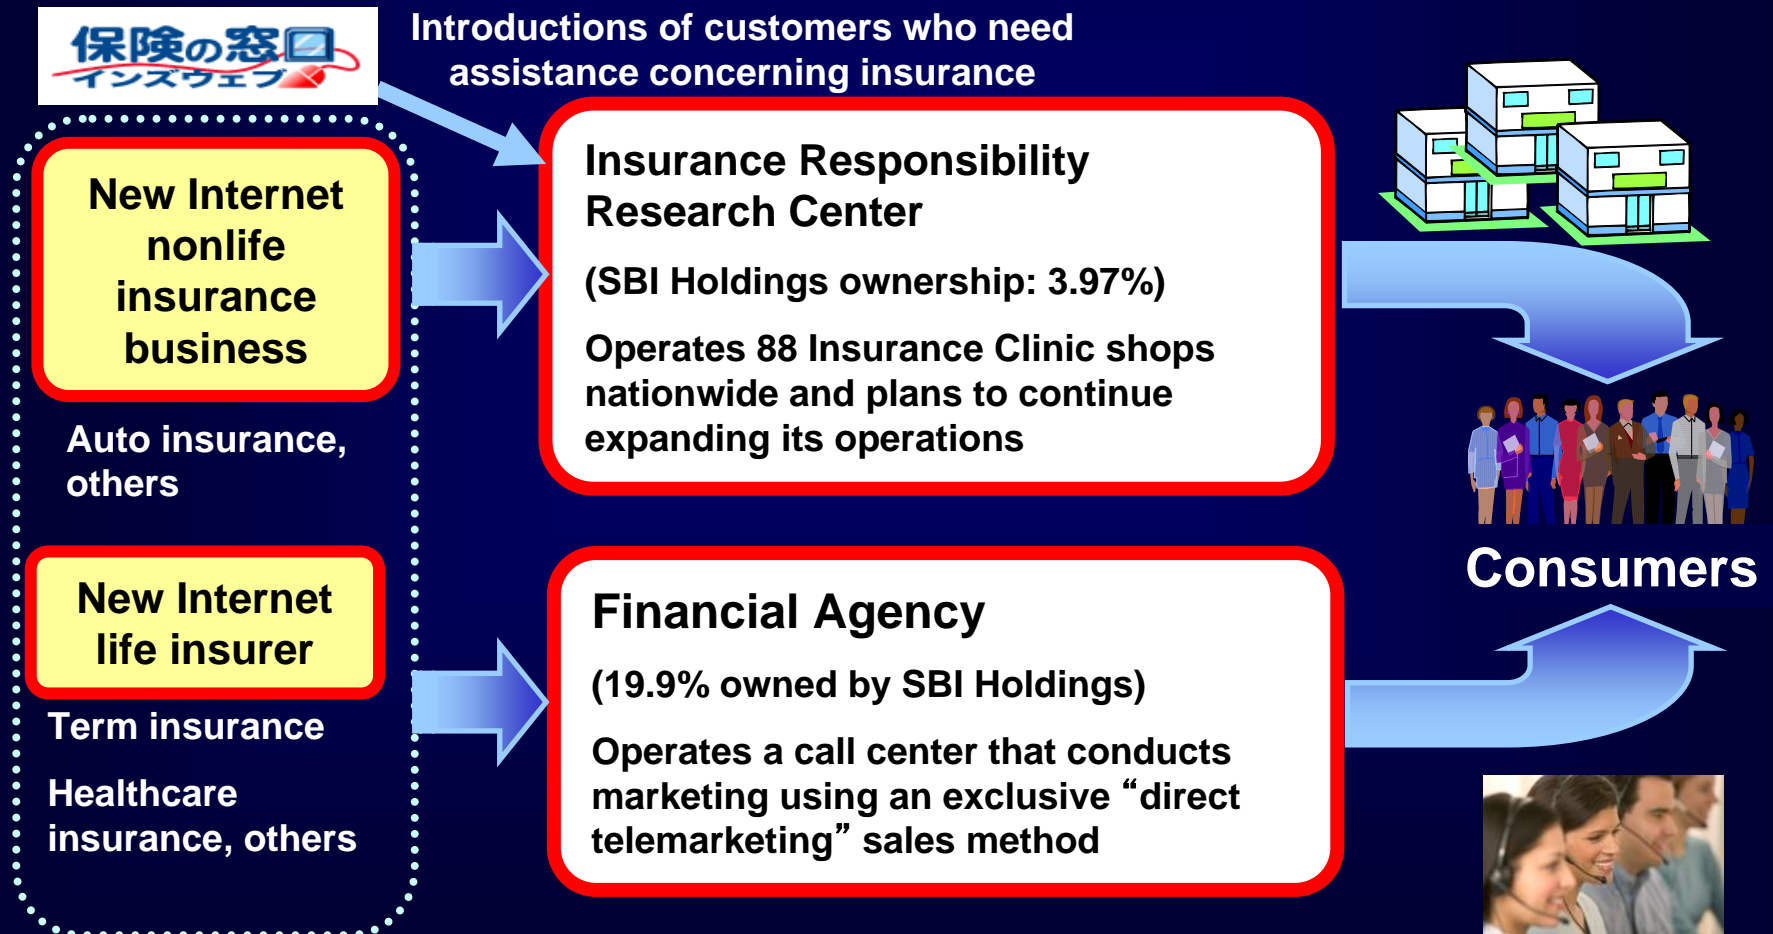 保険の窓口
インズウェブ
Introductions of customers who need
assistance concerning insurance
New Internet
nonlife
insurance
business
Auto insurance,
others
New Internet
life insurer
Term insurance
Healthcare
insurance, others
Insurance Responsibility
Research Center
(SBI Holdings ownership: 3.97%)
Operates 88 Insurance Clinic shops
nationwide and plans to continue
expanding its operations
Financial Agency
(19.9% owned by SBI Holdings)
Operates a call center that conducts
marketing using an exclusive “direct
telemarketing” sales method
Consumers